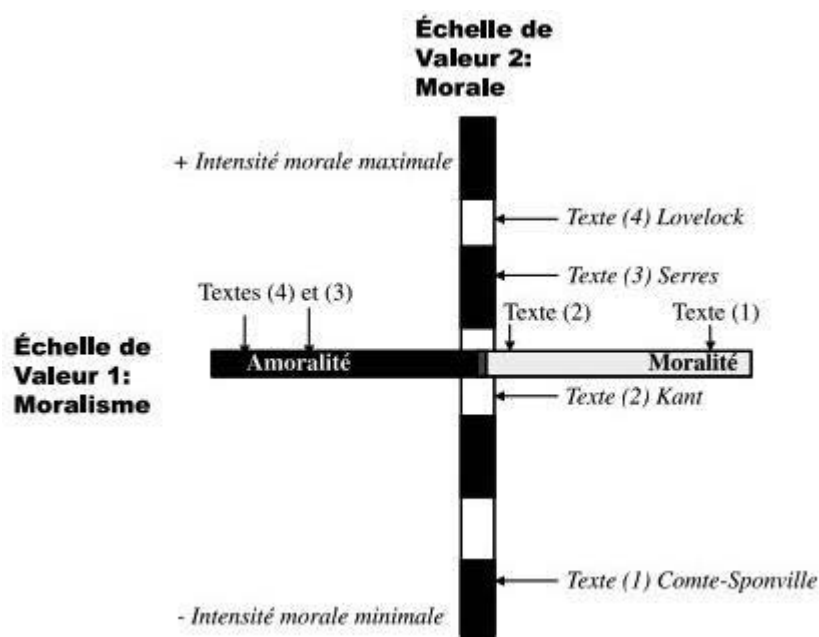 Échelle de
Valeur 2:
Morale
+ Intensité morale maximale
Texte (4) Lovelock
Texte (3) Serres
Textes (4) et (3)
Texte (2)
Texte (1)
Échelle de
Valeur 1:
Moralisme
Amoralité
Moralité
Texte (2) Kant
Texte (1) Comte-Sponville
- Intensité morale minimale